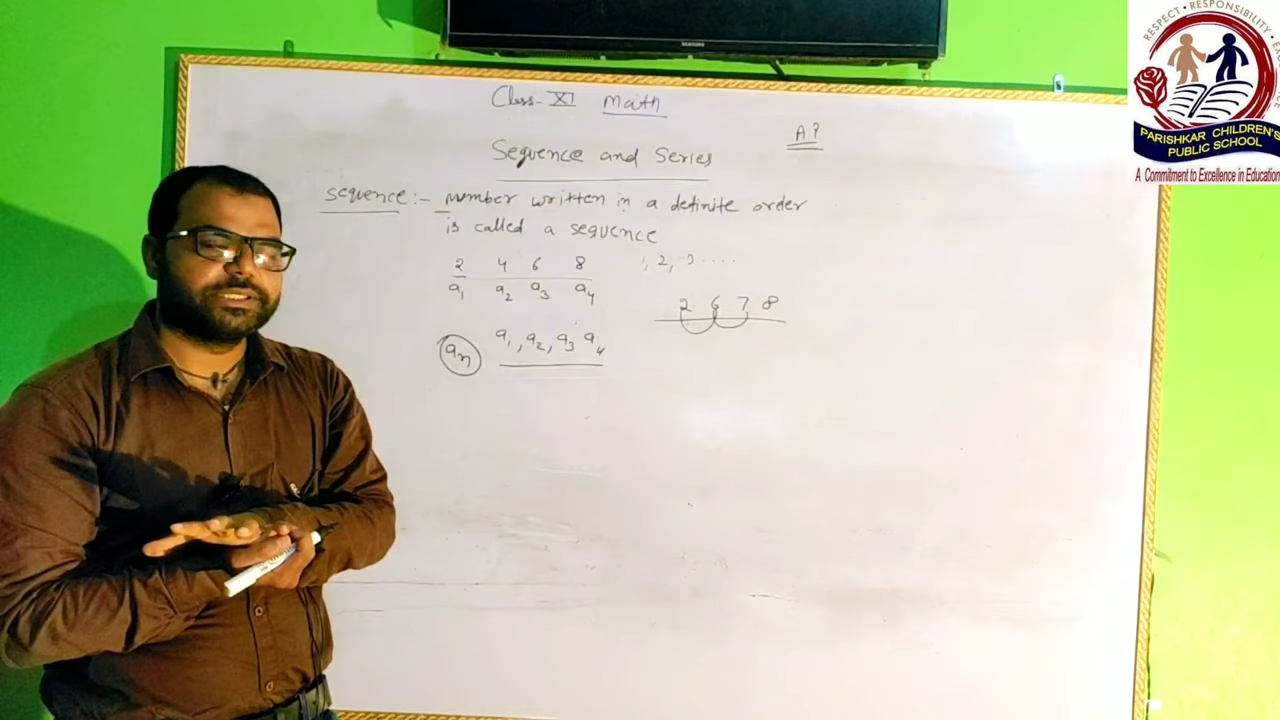 SAMSUNG
Class-XI Math
A?
Sequence and Series
sequence:- number written in a definite order
is called a sequence
2 4 6 8
1, 2, 3 ....
a1 a2 a3 a4
2 6 7 8
an
a1, a2, a3 a4
RESPECT • RESPONSIBILITY •
PARISHKAR CHILDREN'S
PUBLIC SCHOOL
A Commitment to Excellence in Education